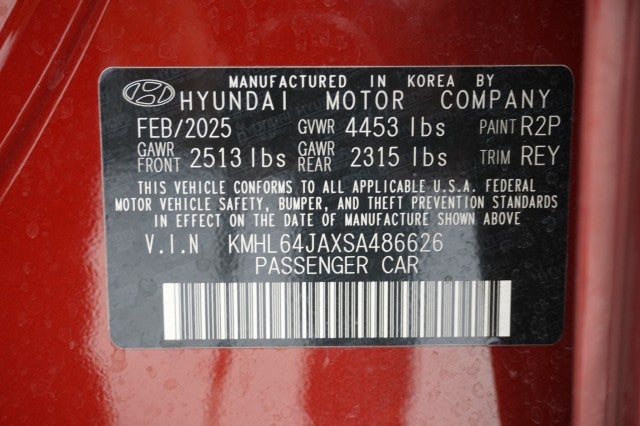 MANUFACTURED IN KOREA BY
HYUNDAI MOTOR COMPANY
FEB/2025 GVWR 4453 lbs PAINT R2P
GAWR FRONT 2513 lbs GAWR REAR 2315 lbs TRIM REY
THIS VEHICLE CONFORMS TO ALL APPLICABLE U.S.A. FEDERAL
MOTOR VEHICLE SAFETY, BUMPER, AND THEFT PREVENTION STANDARDS
IN EFFECT ON THE DATE OF MANUFACTURE SHOWN ABOVE
V.I.N KMHL64JAXSA486626
PASSENGER CAR